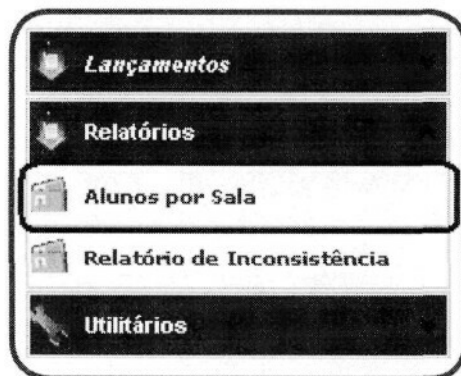 Lançamentos
Relatórios
Alunos por Sala
Relatório de Inconsistência
Utilitários